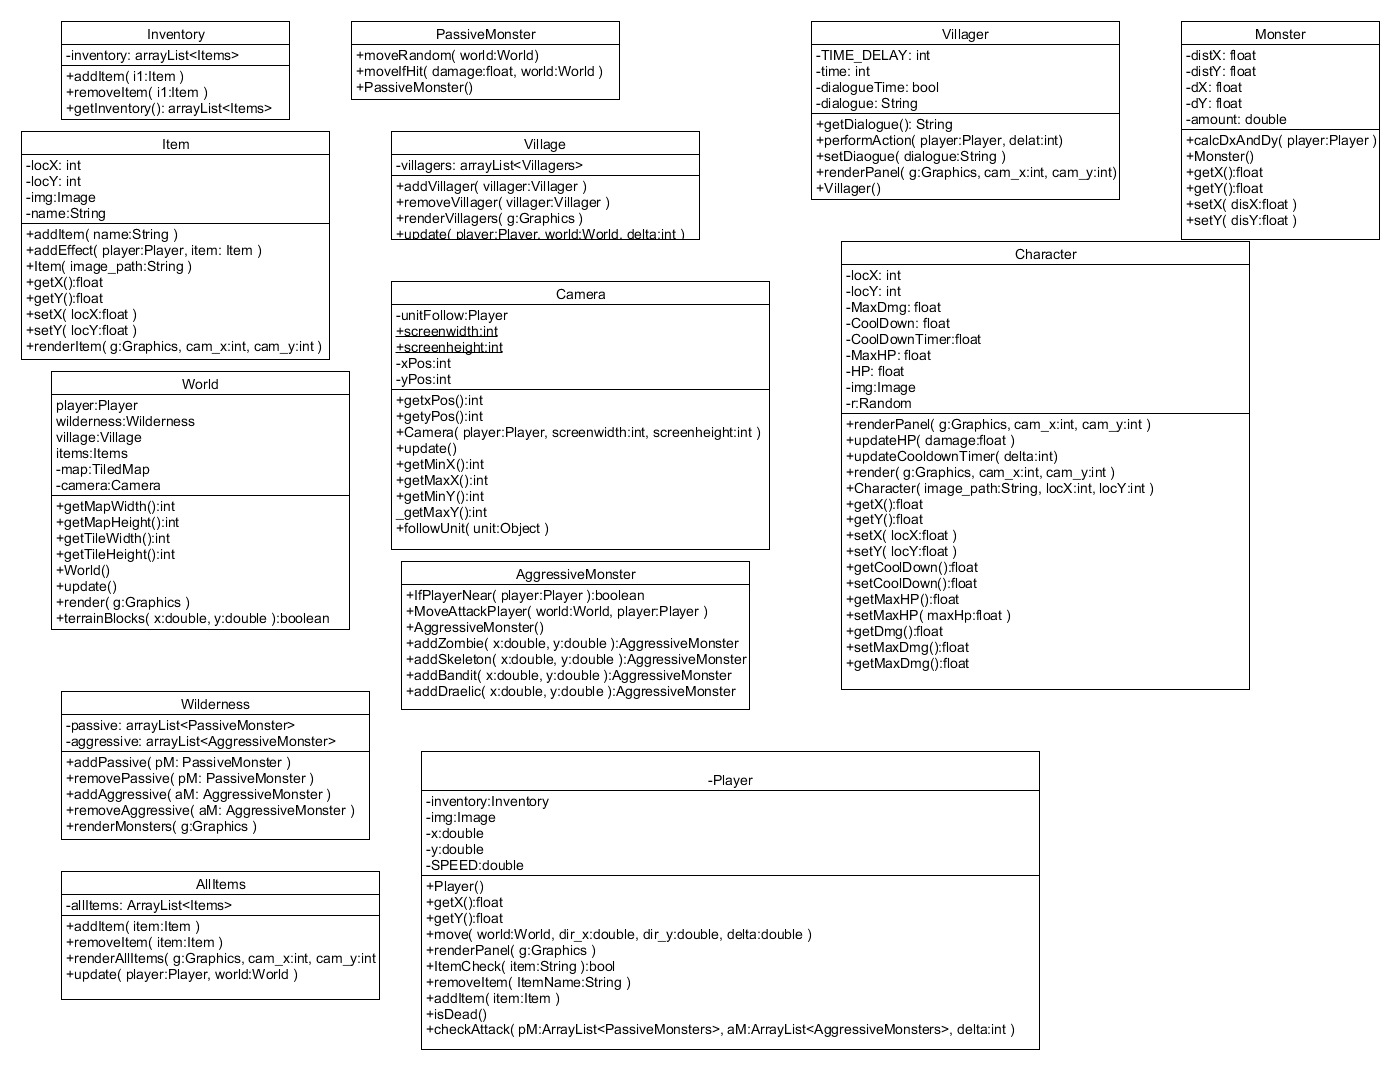 Inventory
-inventory: arrayList<Items>
+addItem( i1:Item )
+removeItem( i1:Item )
+getInventory(): arrayList<Items>
PassiveMonster
+moveRandom( world:World)
+moveIfHit( damage:float, world:World )
+PassiveMonster()
Villager
-TIME_DELAY: int
-time: int
-dialogueTime: bool
-dialogue: String
+getDialogue(): String
+performAction( player:Player, delat:int)
+setDiaogue( dialogue:String )
+renderPanel( g:Graphics, cam_x:int, cam_y:int)
+Villager()
Monster
-distX: float
-distY: float
-dX: float
-dY: float
-amount: double
+calcDxAndDy( player:Player )
+Monster()
+getX():float
+getY():float
+setX( disX:float )
+setY( disY:float )
Item
-locX: int
-locY: int
-img:Image
-name:String
+addItem( name:String )
+addEffect( player:Player, item: Item )
+Item( image_path:String )
+getX():float
+getY():float
+setX( locX:float )
+setY( locY:float )
+renderItem( g:Graphics, cam_x:int, cam_y:int )
Village
-villagers: arrayList<Villagers>
+addVillager( villager:Villager )
+removeVillager( villager:Villager )
+renderVillagers( g:Graphics )
+update( player:Player, world:World, delta:int )
Character
-locX: int
-locY: int
-MaxDmg: float
-CoolDown: float
-CoolDownTimer:float
-MaxHP: float
-HP: float
-img:Image
-r:Random
+renderPanel( g:Graphics, cam_x:int, cam_y:int )
+updateHP( damage:float )
+updateCooldownTimer( delta:int)
+render( g:Graphics, cam_x:int, cam_y:int )
+Character( image_path:String, locX:int, locY:int )
+getX():float
+getY():float
+setX( locX:float )
+setY( locY:float )
+getCoolDown():float
+setCoolDown():float
+getMaxHP():float
+setMaxHP( maxHp:float )
+getDmg():float
+setMaxDmg():float
+getMaxDmg():float
Camera
-unitFollow:Player
+screenwidth:int
+screenheight:int
-xPos:int
-yPos:int
+getxPos():int
+getyPos():int
+Camera( player:Player, screenwidth:int, screenheight:int )
+update()
+getMinX():int
+getMaxX():int
+getMinY():int
_getMaxY():int
+followUnit( unit:Object )
World
player:Player
wilderness:Wilderness
village:Village
items:Items
-map:TiledMap
-camera:Camera
+getMapWidth():int
+getMapHeight():int
+getTileWidth():int
+getTileHeight():int
+World()
+update()
+render( g:Graphics )
+terrainBlocks( x:double, y:double ):boolean
AggressiveMonster
+IfPlayerNear( player:Player ):boolean
+MoveAttackPlayer( world:World, player:Player )
+AggressiveMonster()
+addZombie( x:double, y:double ):AggressiveMonster
+addSkeleton( x:double, y:double ):AggressiveMonster
+addBandit( x:double, y:double ):AggressiveMonster
+addDraelic( x:double, y:double ):AggressiveMonster
Wilderness
-passive: arrayList<PassiveMonster>
-aggressive: arrayList<AggressiveMonster>
+addPassive( pM: PassiveMonster )
+removePassive( pM: PassiveMonster )
+addAggressive( aM: AggressiveMonster )
+removeAggressive( aM: AggressiveMonster )
+renderMonsters( g:Graphics )
-Player
-inventory:Inventory
-img:Image
-x:double
-y:double
-SPEED:double
+Player()
+getX():float
+getY():float
+move( world:World, dir_x:double, dir_y:double, delta:double )
+renderPanel( g:Graphics )
+ItemCheck( item:String ):bool
+removeItem( ItemName:String )
+addItem( item:Item )
+isDead()
+checkAttack( pM:ArrayList<PassiveMonsters>, aM:ArrayList<AggressiveMonsters>, delta:int )
AllItems
-allItems: ArrayList<Items>
+addItem( item:Item )
+removeItem( item:Item )
+renderAllItems( g:Graphics, cam_x:int, cam_y:int
+update( player:Player, world:World )